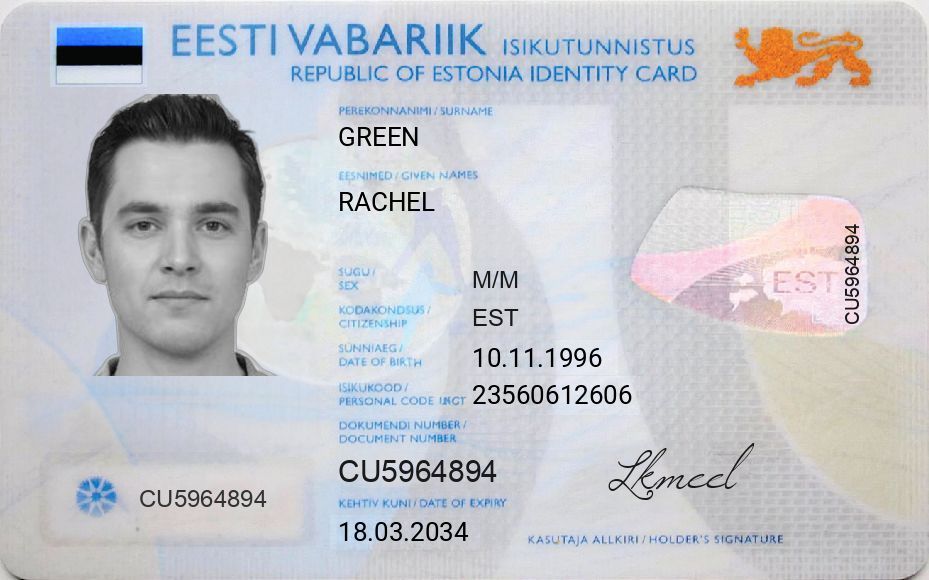 EESTI VABARIIK ISIKUTUNNISTUS
REPUBLIC OF ESTONIA IDENTITY CARD
PEREKONNANIMI / SURNAME
GREEN
EESNIMED / GIVEN NAMES
RACHEL
SUGU /
SEX
M/M
KODAKONDSUS /
CITIZENSHIP
EST
SÜNNIAEG /
DATE OF BIRTH
10.11.1996
ISIKUKOOD /
PERSONAL CODE
23560612606
DOKUMENDI NUMBER /
DOCUMENT NUMBER
CU5964894
KEHTIV KUNI / DATE OF EXPIRY
18.03.2034
CU5964894
EST
CU5964894
KASUTAJA ALLKIRI / HOLDER'S SIGNATURE